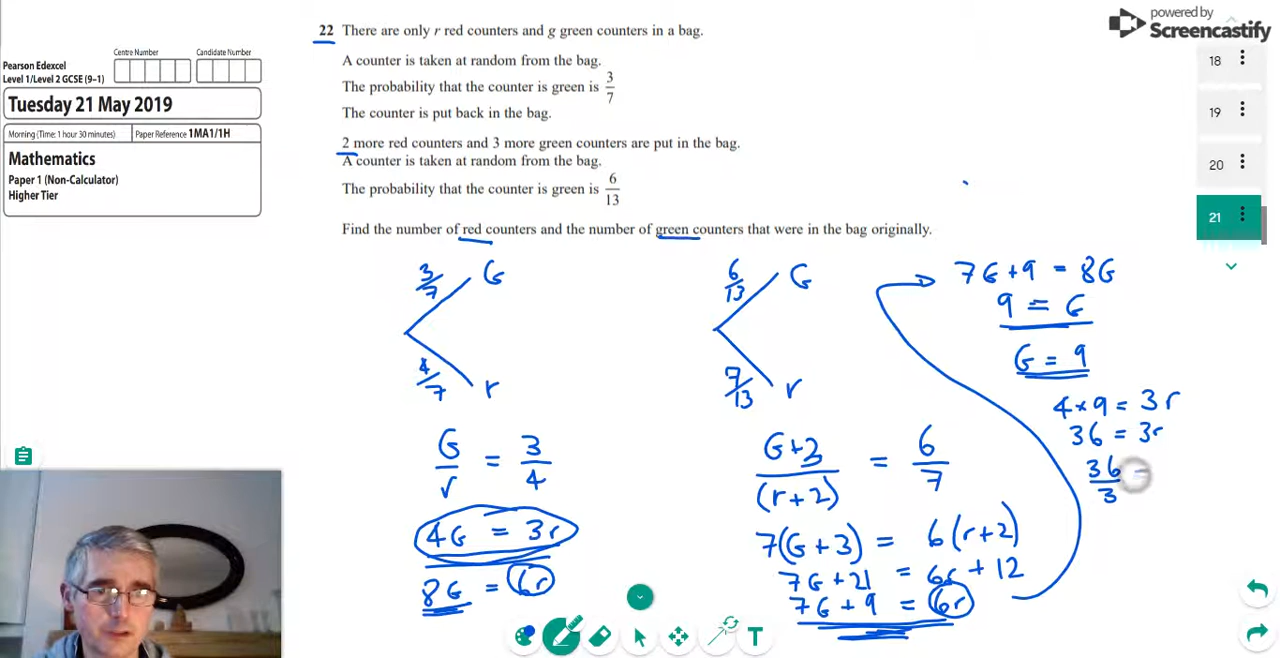 powered by
Screencastify
Centre Number
Candidate Number
Pearson Edexcel
Level 1/Level 2 GCSE (9–1)
Tuesday 21 May 2019
Morning (Time: 1 hour 30 minutes)
Paper Reference 1MA1/1H
Mathematics
Paper 1 (Non-Calculator)
Higher Tier
22 There are only r red counters and g green counters in a bag.
A counter is taken at random from the bag.
The probability that the counter is green is 3/7
The counter is put back in the bag.
2 more red counters and 3 more green counters are put in the bag.
A counter is taken at random from the bag.
The probability that the counter is green is 6/13
Find the number of red counters and the number of green counters that were in the bag originally.
3/7 G
4/7 r
G/r = 3/4
4G = 3r
8G = 6r
6/13 G
7/13 r
G+3/(r+2) = 6/7
7(G+3) = 6(r+2)
7G+21 = 6r + 12
7G+9 = 6r
7G+9 = 8G
9 = G
G = 9
4×9 = 3r
36 = 3r
36/3 =
18
19
20
21
T